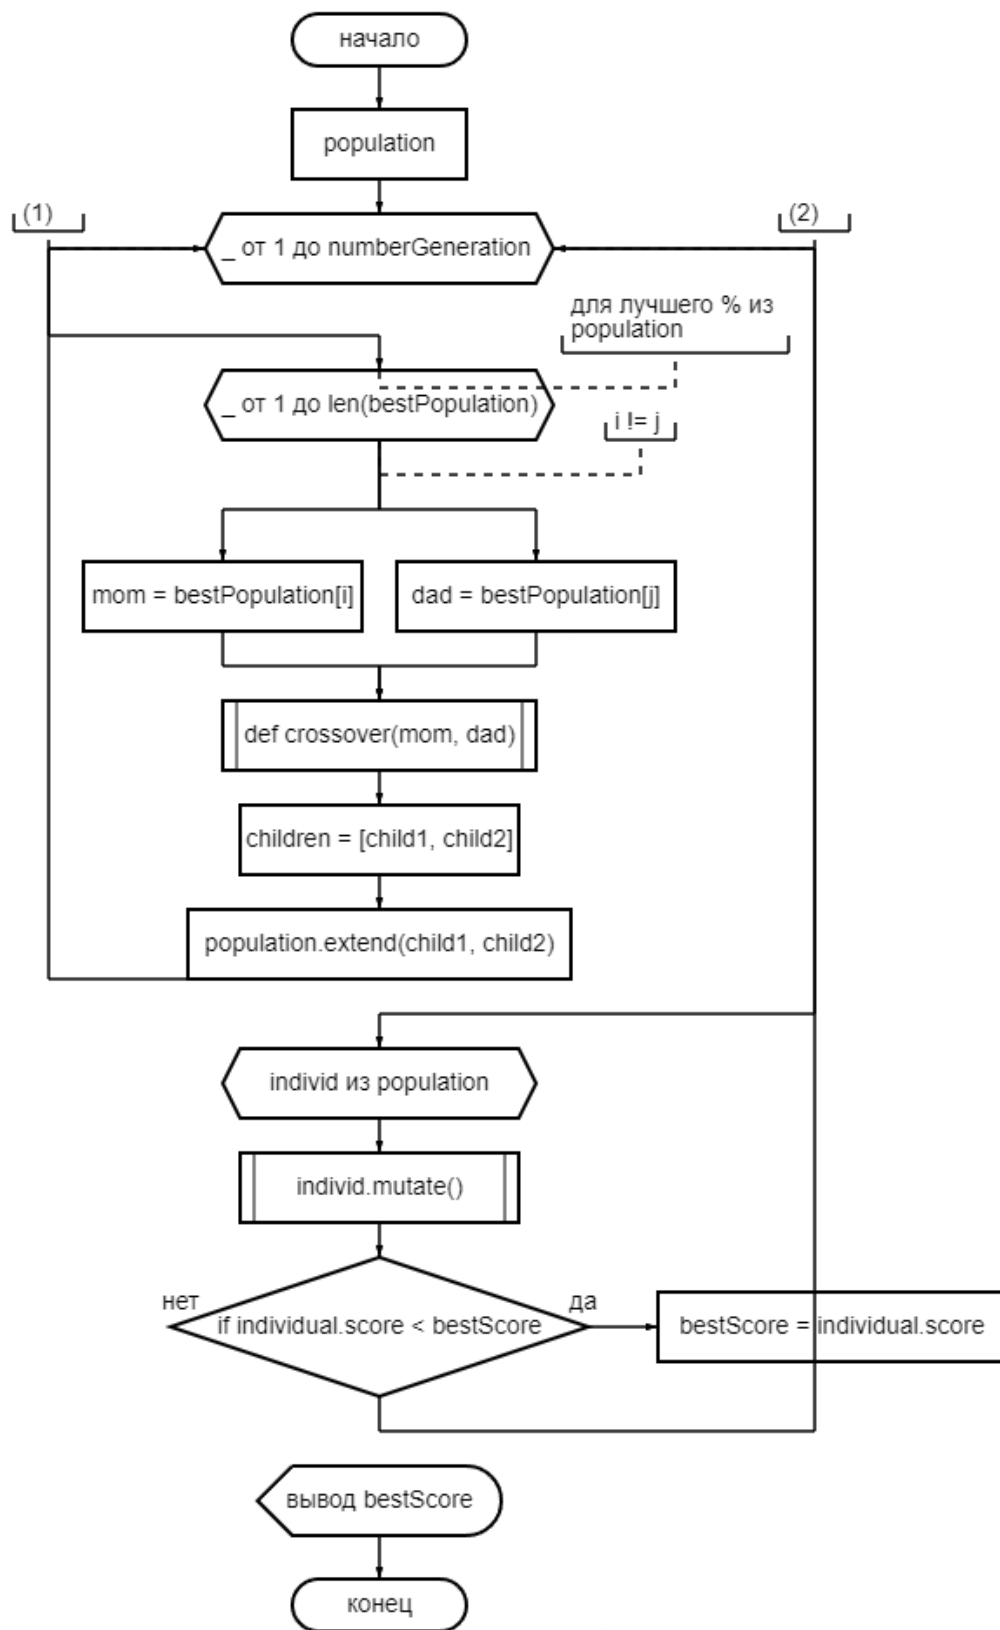 начало
population
(1)
(2)
_ от 1 до numberGeneration
для лучшего % из
population
_ от 1 до len(bestPopulation)
i != j
mom = bestPopulation[i]
dad = bestPopulation[j]
def crossover(mom, dad)
children = [child1, child2]
population.extend(child1, child2)
individ из population
individ.mutate()
нет
да
if individual.score < bestScore
bestScore = individual.score
вывод bestScore
конец